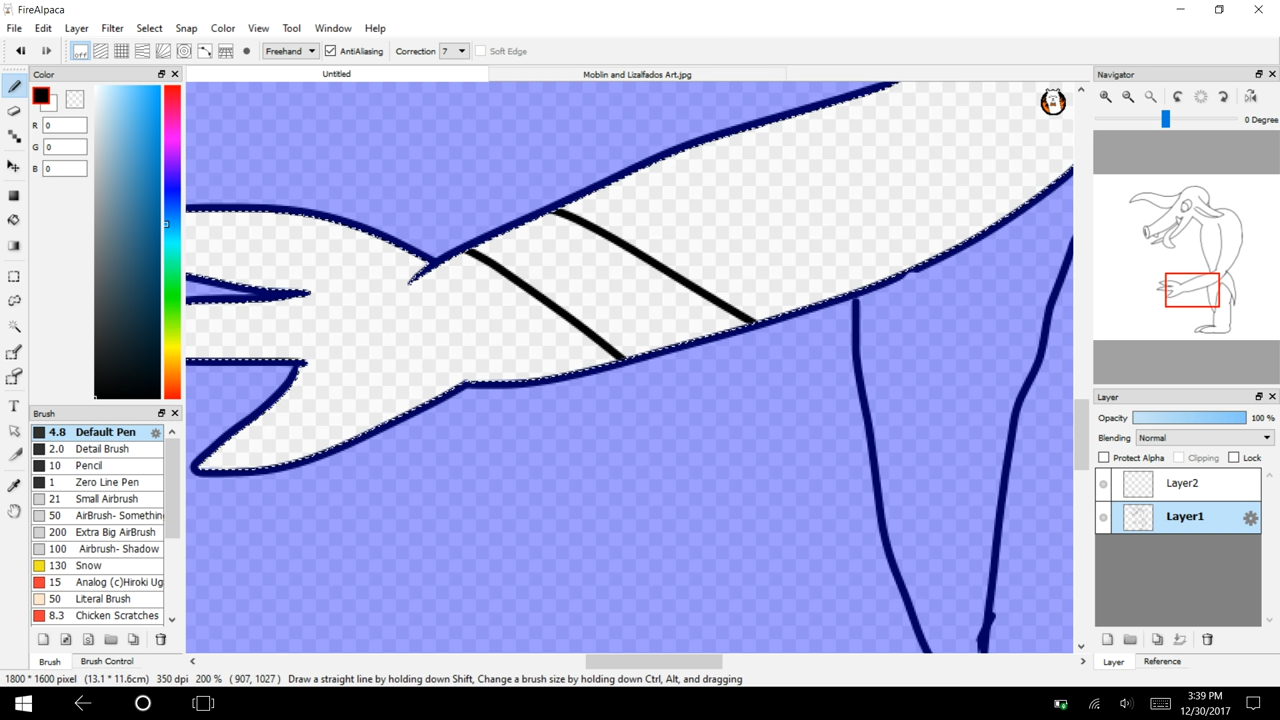 FireAlpaca
File Edit Layer Filter Select Snap Color View Tool Window Help
off Freehand AntiAliasing Correction 7 Soft Edge
Color
Untitled
Moblin and Lizalfados Art.jpg
Navigator
R 0
G 0
B 0
0 Degree
Brush
4.8 Default Pen
2.0 Detail Brush
10 Pencil
1 Zero Line Pen
21 Small Airbrush
50 AirBrush- Somethin
200 Extra Big AirBrush
100 Airbrush- Shadow
130 Snow
15 Analog (c)Hiroki Ug
50 Literal Brush
8.3 Chicken Scratches
Brush Brush Control
Layer
Opacity 100 %
Blending Normal
Protect Alpha Clipping Lock
Layer2
Layer1
Layer Reference
1800 * 1600 pixel (13.1 * 11.6cm) 350 dpi 200 % ( 907, 1027 ) Draw a straight line by holding down Shift, Change a brush size by holding down Ctrl, Alt, and dragging
3:39 PM
12/30/2017